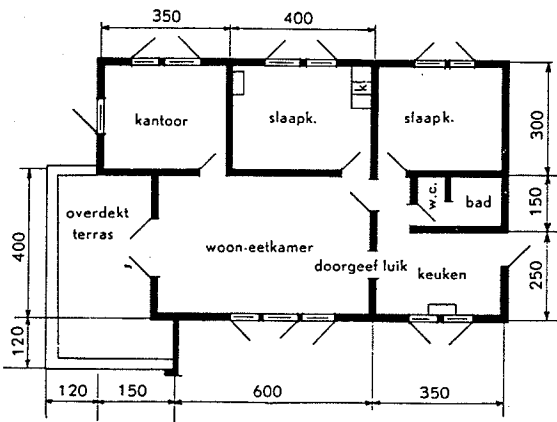 350
400
kantoor
slaapk.
k
slaapk.
300
w.c.
bad
150
overdekt
terras
400
woon-eetkamer
doorgeef luik
keuken
250
120
120
150
600
350